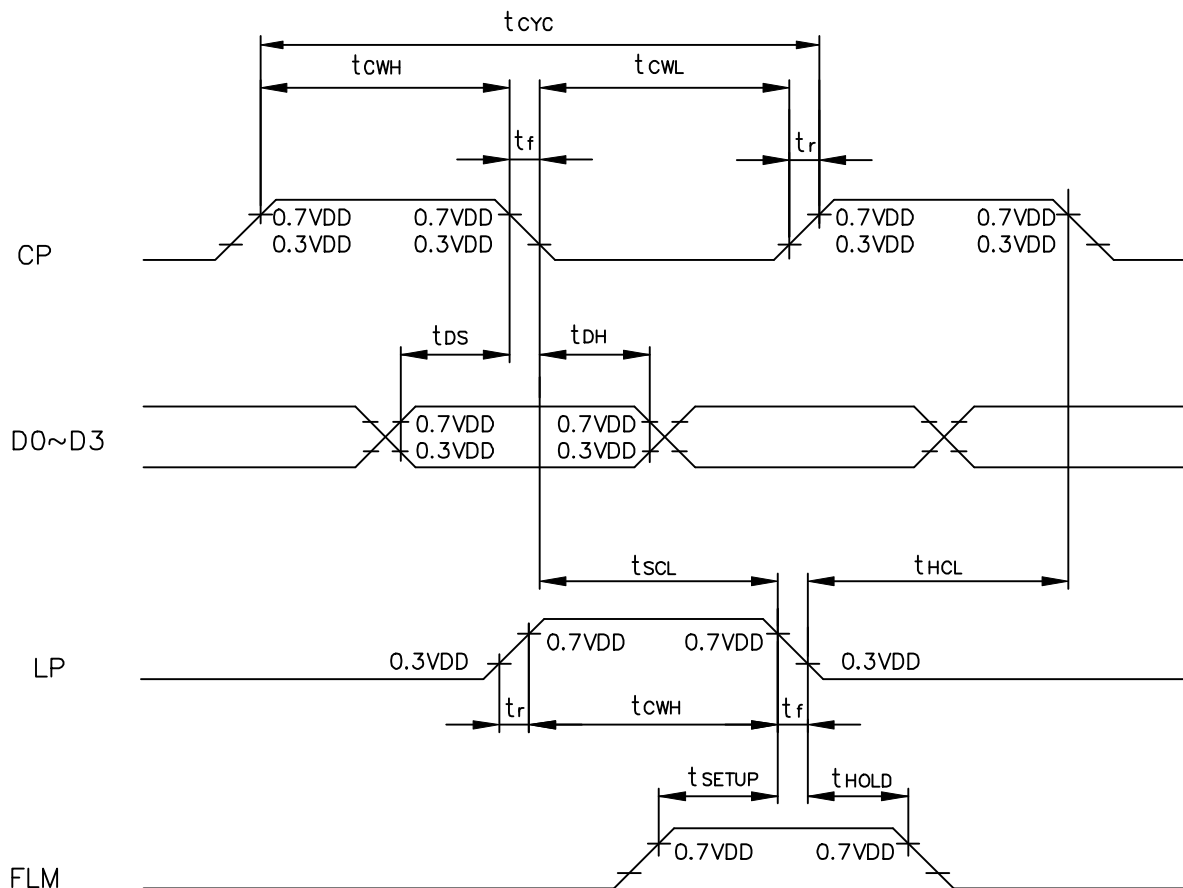 tCYC
tCWH tCWL
tf tr
0.7VDD 0.7VDD 0.7VDD 0.7VDD
CP 0.3VDD 0.3VDD 0.3VDD 0.3VDD
tDS tDH
0.7VDD 0.7VDD
D0~D3 0.3VDD 0.3VDD
tSCL tHCL
0.7VDD 0.7VDD
LP 0.3VDD 0.3VDD
tr tCWH tf
tSETUP tHOLD
0.7VDD 0.7VDD
FLM